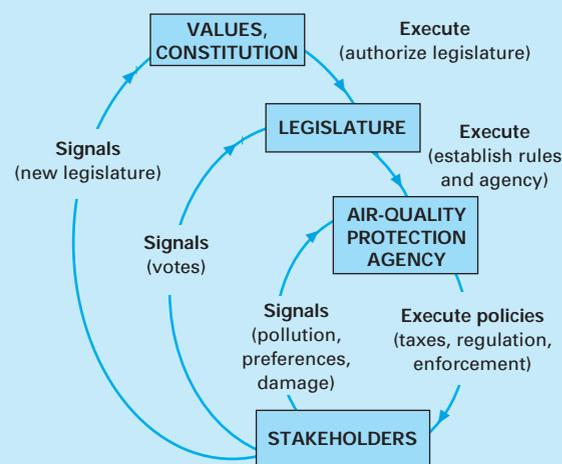 VALUES,
CONSTITUTION
Execute
(authorize legislature)
LEGISLATURE
Execute
(establish rules
and agency)
Signals
(new legislature)
AIR-QUALITY
PROTECTION
AGENCY
Signals
(votes)
Signals
(pollution,
preferences,
damage)
Execute policies
(taxes, regulation,
enforcement)
STAKEHOLDERS